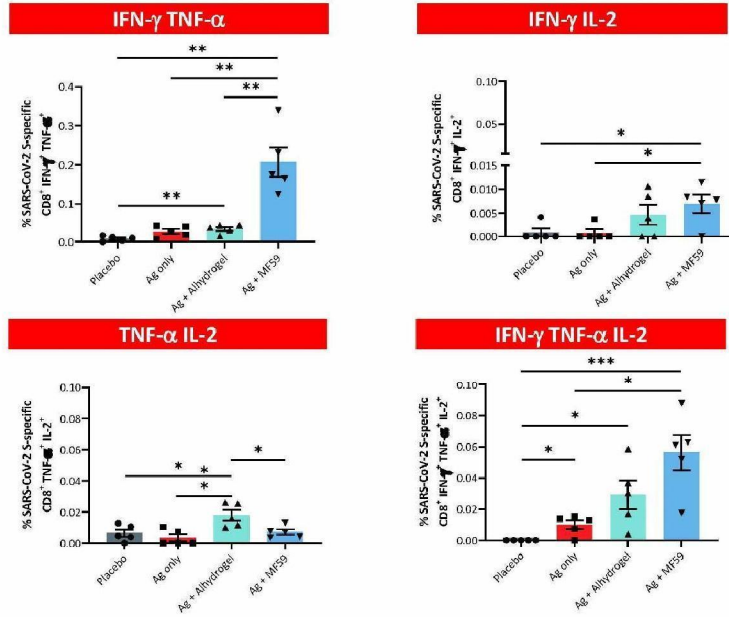 IFN-γ TNF-α
**
**
**
**
% SARS-CoV-2 S-specific
CD8⁺ IFN-γ⁺ TNF-α⁺
0.4
0.3
0.2
0.1
0.0
Placebo
Ag only
Ag + Alhydrogel
Ag + MF59
IFN-γ IL-2
*
*
% SARS-CoV-2 S-specific
CD8⁺ IFN-γ⁺ IL-2⁺
0.10
0.05
0.015
0.010
0.005
0.000
Placebo
Ag only
Ag + Alhydrogel
Ag + MF59
TNF-α IL-2
* *
*
*
% SARS-CoV-2 S-specific
CD8⁺ TNF-α⁺ IL-2⁺
0.10
0.08
0.06
0.04
0.02
0.00
Placebo
Ag only
Ag + Alhydrogel
Ag + MF59
IFN-γ TNF-α IL-2
***
*
*
*
% SARS-CoV-2 S-specific
CD8⁺ IFN-γ⁺ TNF-α⁺ IL-2⁺
0.10
0.08
0.06
0.04
0.02
0.00
Placebo
Ag only
Ag + Alhydrogel
Ag + MF59